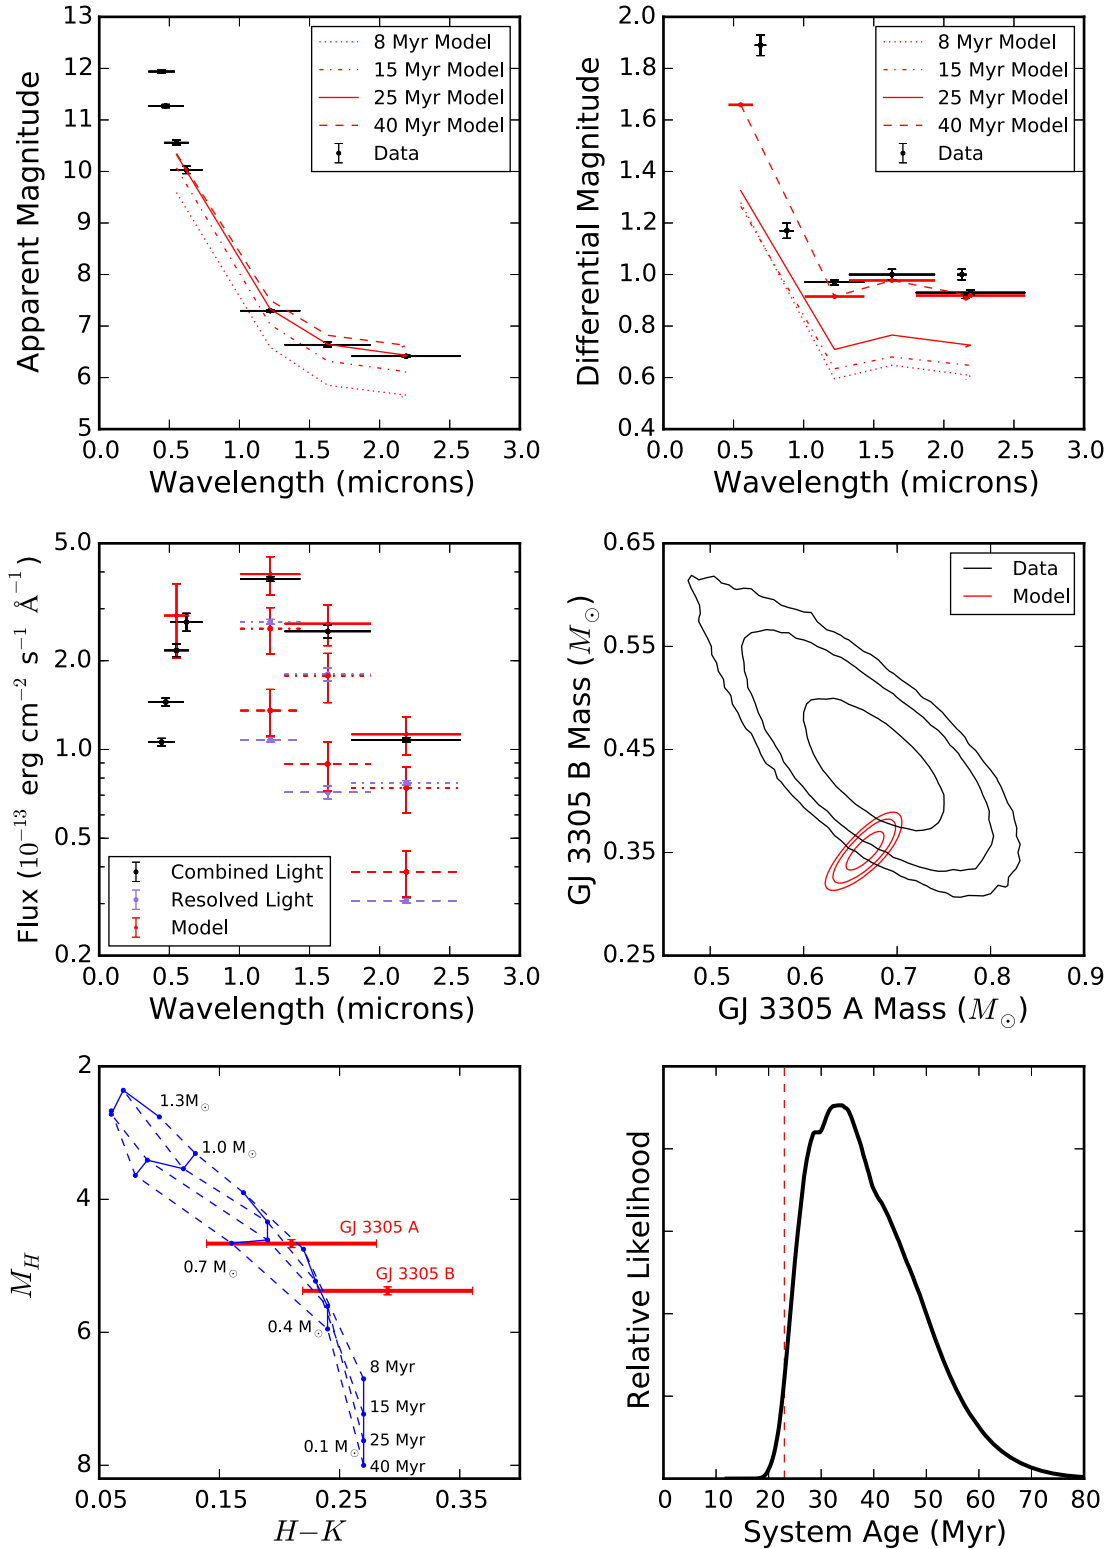 13
12
11
10
9
8
7
6
5
0.0 0.5 1.0 1.5 2.0 2.5 3.0
Apparent Magnitude
Wavelength (microns)
8 Myr Model
15 Myr Model
25 Myr Model
40 Myr Model
Data
2.0
1.8
1.6
1.4
1.2
1.0
0.8
0.6
0.4
0.0 0.5 1.0 1.5 2.0 2.5 3.0
Differential Magnitude
Wavelength (microns)
8 Myr Model
15 Myr Model
25 Myr Model
40 Myr Model
Data
5.0
2.0
1.0
0.5
0.2
0.0 0.5 1.0 1.5 2.0 2.5 3.0
Flux (10⁻¹³ erg cm⁻² s⁻¹ Å⁻¹)
Wavelength (microns)
Combined Light
Resolved Light
Model
0.65
0.55
0.45
0.35
0.25
0.5 0.6 0.7 0.8 0.9
GJ 3305 B Mass (M☉)
GJ 3305 A Mass (M☉)
Data
Model
2
4
6
8
0.05 0.15 0.25 0.35
M_H
H−K
1.3M☉
1.0 M☉
GJ 3305 A
0.7 M☉
GJ 3305 B
0.4 M☉
8 Myr
15 Myr
0.1 M☉
25 Myr
40 Myr
Relative Likelihood
0 10 20 30 40 50 60 70 80
System Age (Myr)